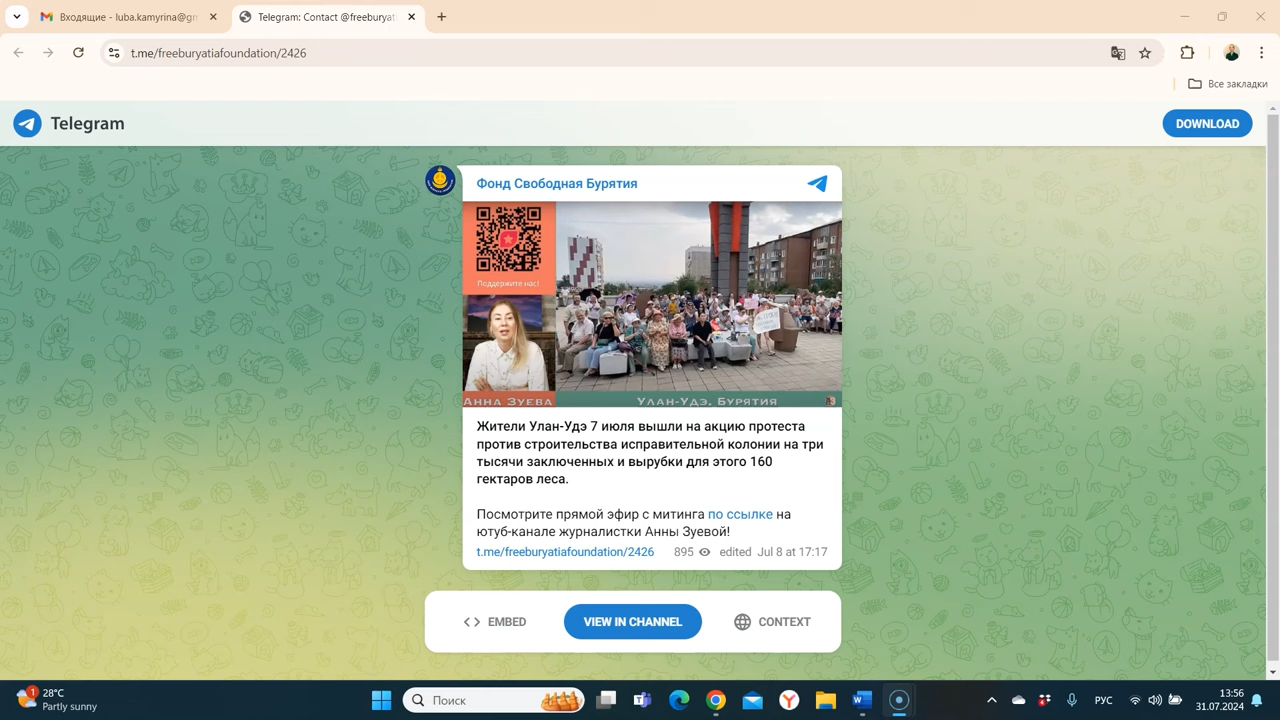 Входящие - luba.kamyrina@gm
Telegram: Contact @freeburyati
t.me/freeburyatiafoundation/2426
Все закладки
Telegram
DOWNLOAD
Фонд Свободная Бурятия
Поддержите нас!
АННА ЗУЕВА
УЛАН-УДЭ. БУРЯТИЯ
Жители Улан-Удэ 7 июля вышли на акцию протеста
против строительства исправительной колонии на три
тысячи заключенных и вырубки для этого 160
гектаров леса.
Посмотрите прямой эфир с митинга по ссылке на
ютуб-канале журналистки Анны Зуевой!
t.me/freeburyatiafoundation/2426 895 edited Jul 8 at 17:17
EMBED
VIEW IN CHANNEL
CONTEXT
1
28°C
Partly sunny
Поиск
РУС
13:56
31.07.2024